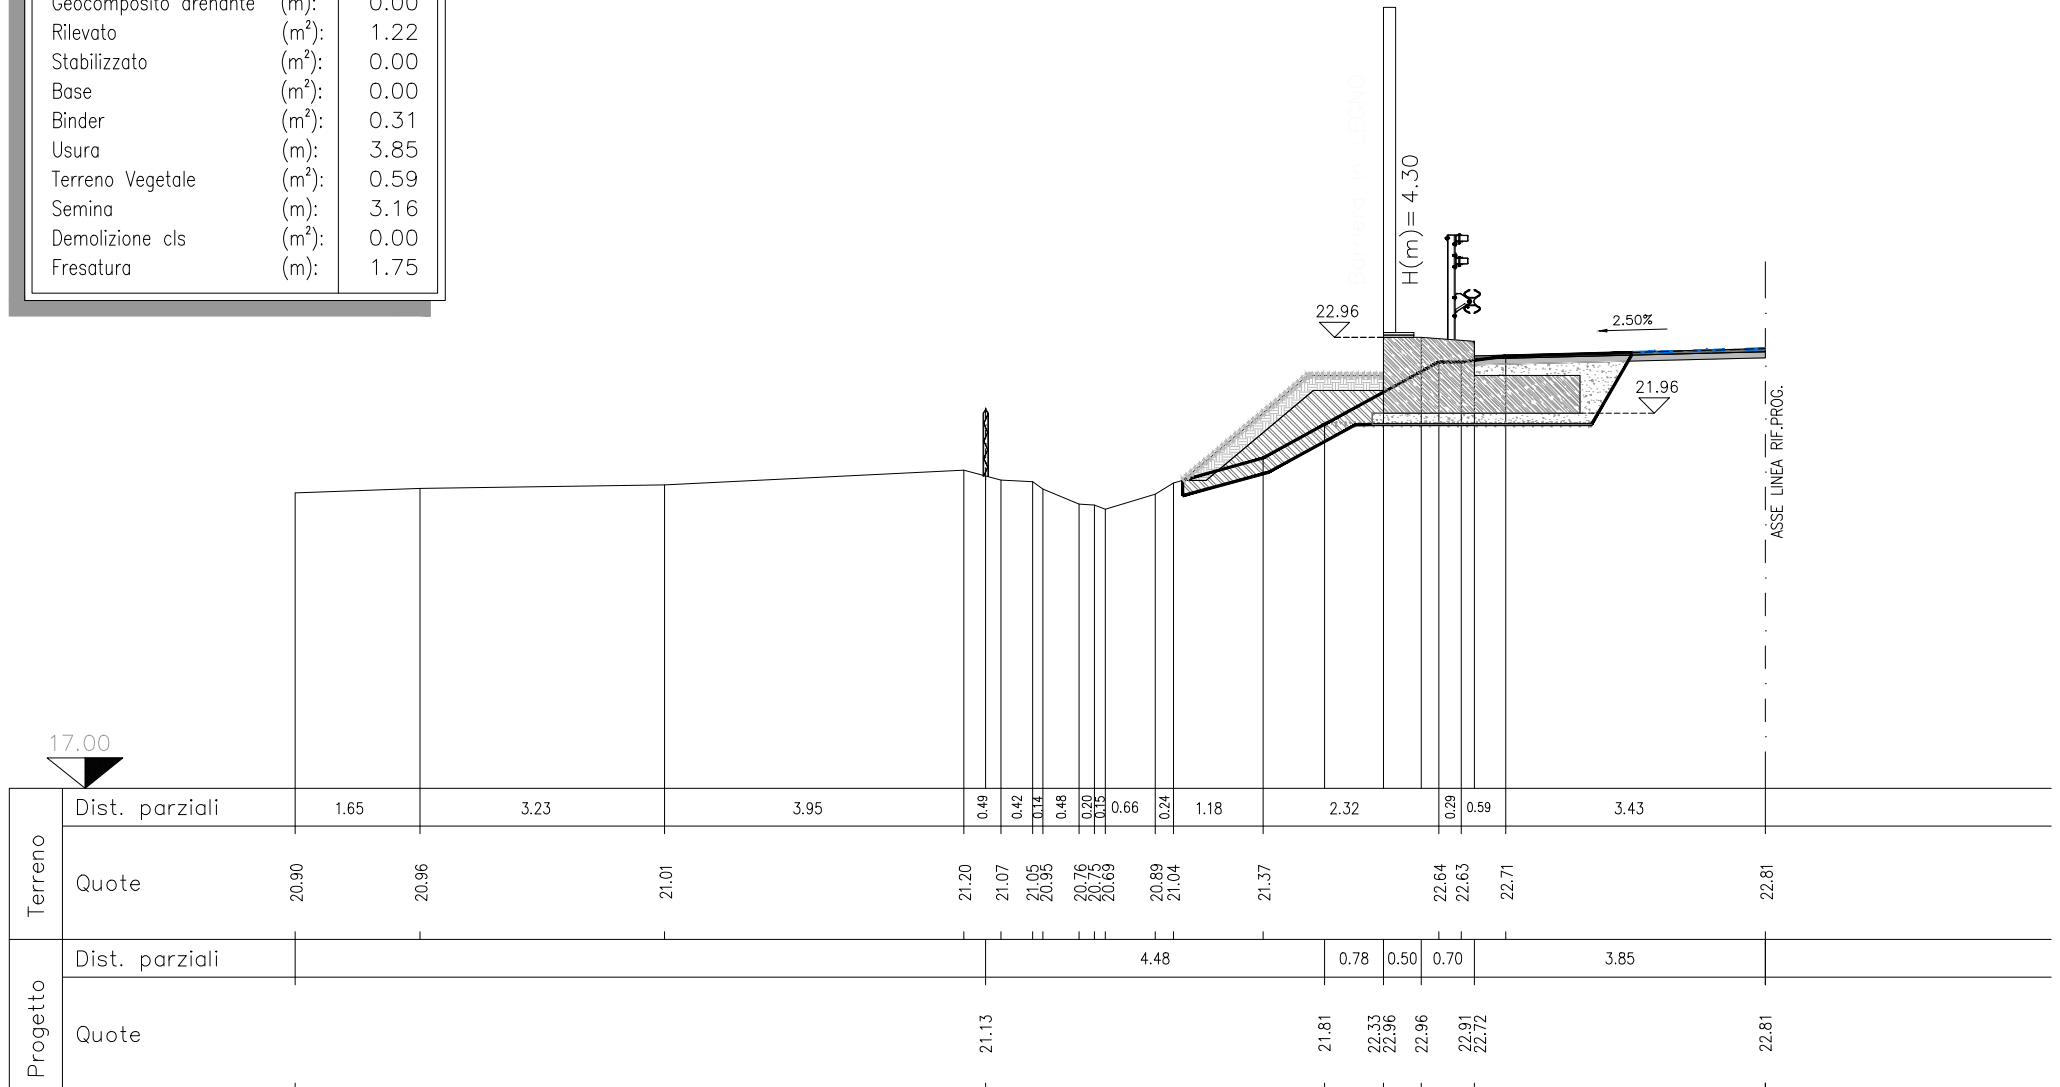 Geocomposito drenante (m): 0.00
Rilevato (m²): 1.22
Stabilizzato (m²): 0.00
Base (m²): 0.00
Binder (m²): 0.31
Usura (m): 3.85
Terreno Vegetale (m²): 0.59
Semina (m): 3.16
Demolizione cls (m²): 0.00
Fresatura (m): 1.75
H(m)= 4.30
22.96
2.50%
21.96
ASSE LINEA RIF.PROG.
17.00
Terreno
Dist. parziali 1.65 3.23 3.95 0.49 0.42 0.14 0.48 0.20 0.15 0.66 0.24 1.18 2.32 0.29 0.59 3.43
Quote 20.90 20.96 21.01 21.20 21.07 21.05 20.95 20.76 20.75 20.69 20.89 21.04 21.37 22.64 22.63 22.71 22.81
Progetto
Dist. parziali 4.48 0.78 0.50 0.70 3.85
Quote 21.13 21.81 22.33 22.96 22.96 22.91 22.72 22.81